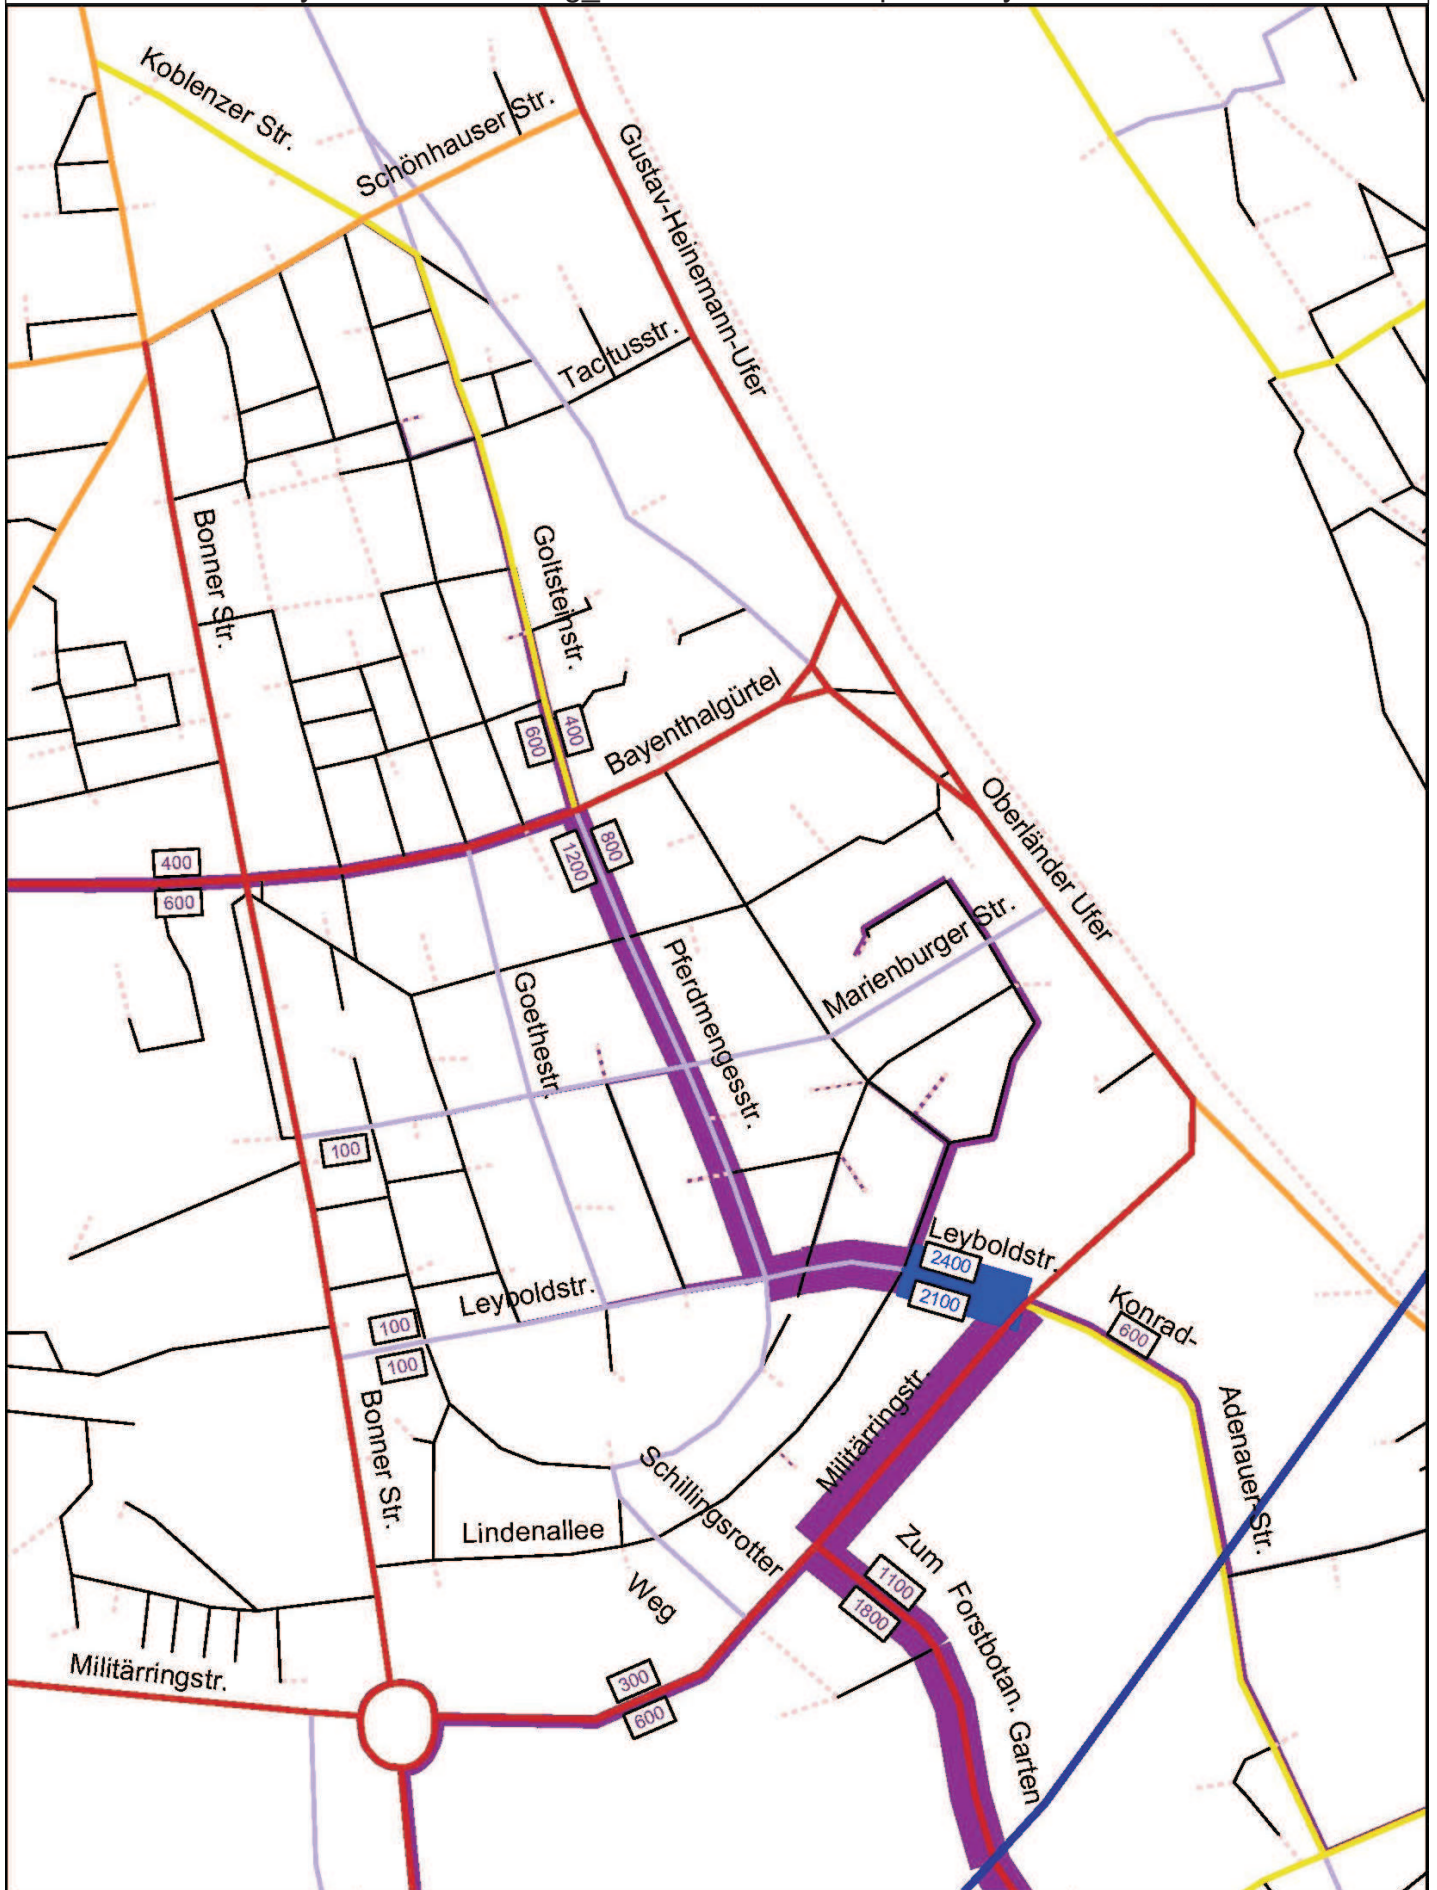 Koblenzer Str.
Schönhauser Str.
Gustav-Heinemann-Ufer
Tacitusstr.
Bonner Str.
Goltsteinstr.
600
400
Bayenthalgürtel
Oberländer Ufer
400
600
1200
800
Marienburger Str.
Pferdmengesstr.
Goethestr.
100
Leyboldstr.
2400
2100
Leyboldstr.
100
100
Konrad-
600
Adenauer-Str.
Bonner Str.
Militärringstr.
Schillingsrotter
Weg
Lindenallee
Zum Forstbotan. Garten
1100
1800
Militärringstr.
300
600